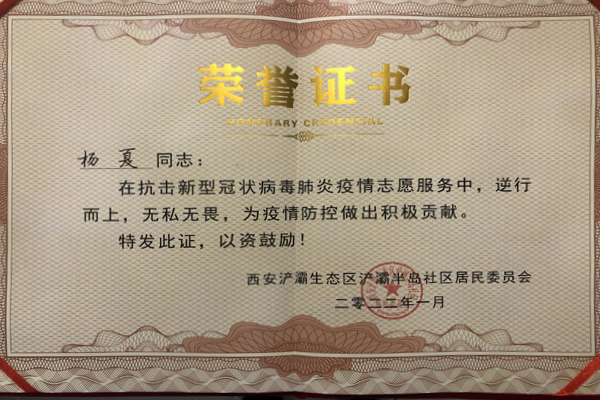 荣誉证书
HONORARY CREDENTIAL
杨夏 同志：
在抗击新型冠状病毒肺炎疫情志愿服务中，逆行
而上，无私无畏，为疫情防控做出积极贡献。
特发此证，以资鼓励！
西安浐灞生态区浐灞半岛社区居民委员会
二零二二年一月